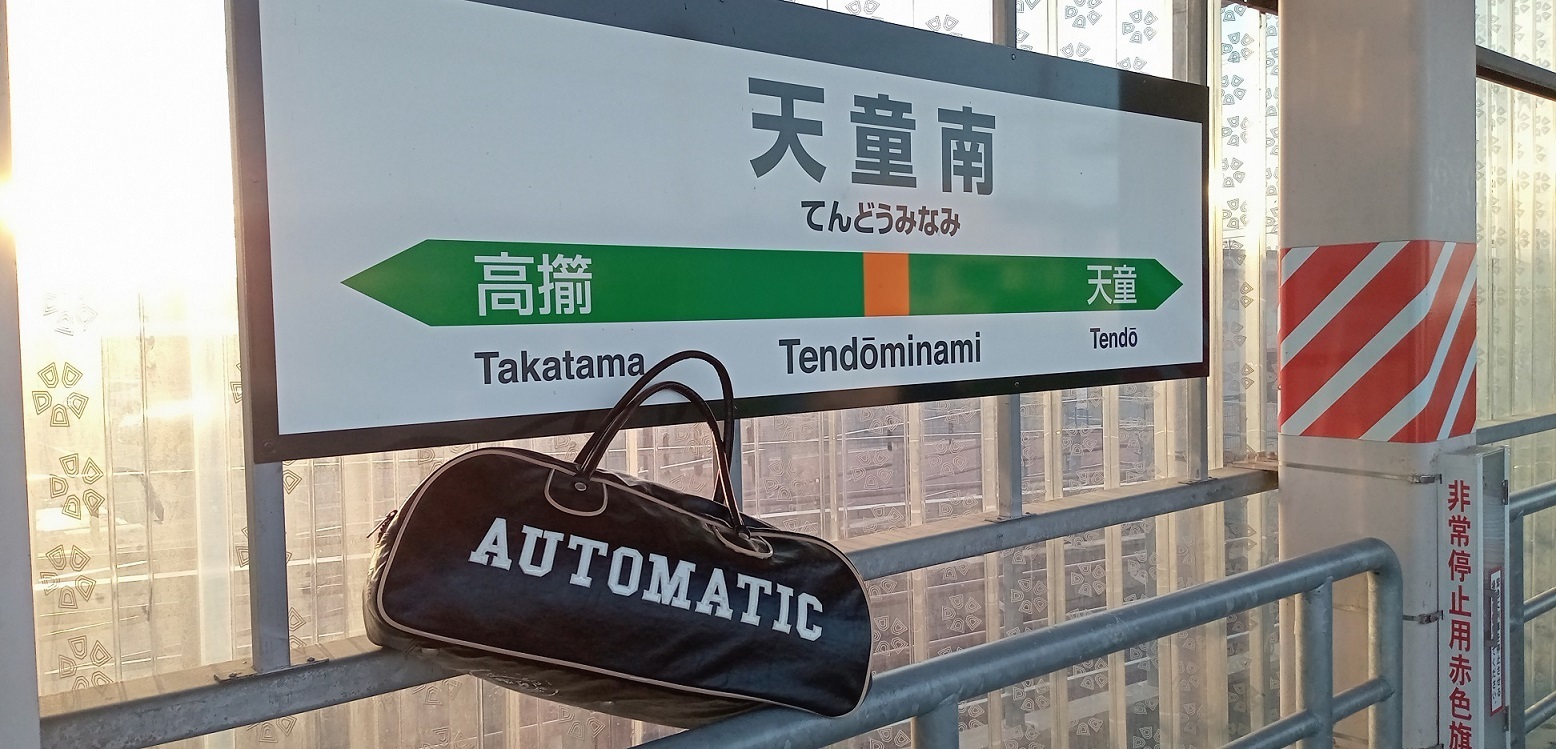 天童南
てんどうみなみ
高擶
天童
Takatama
Tendōminami
Tendō
AUTOMATIC
非常停止用赤色旗